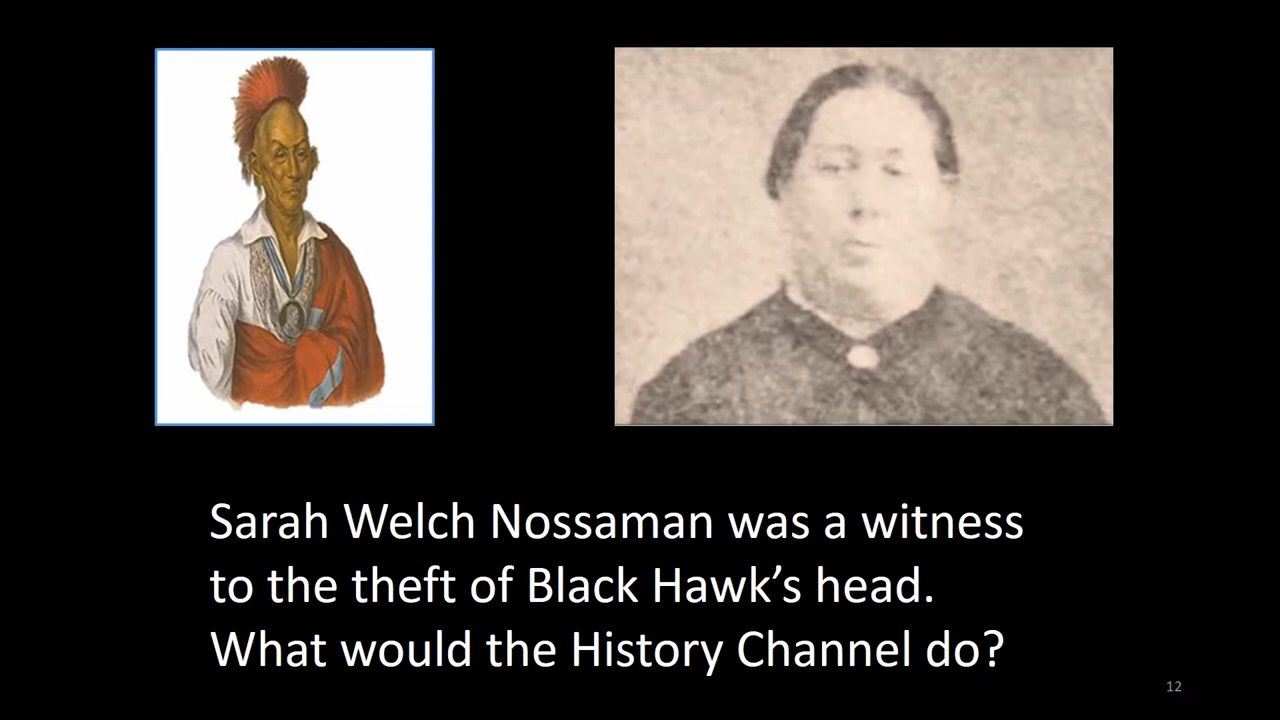 Sarah Welch Nossaman was a witness
to the theft of Black Hawk’s head.
What would the History Channel do?
12